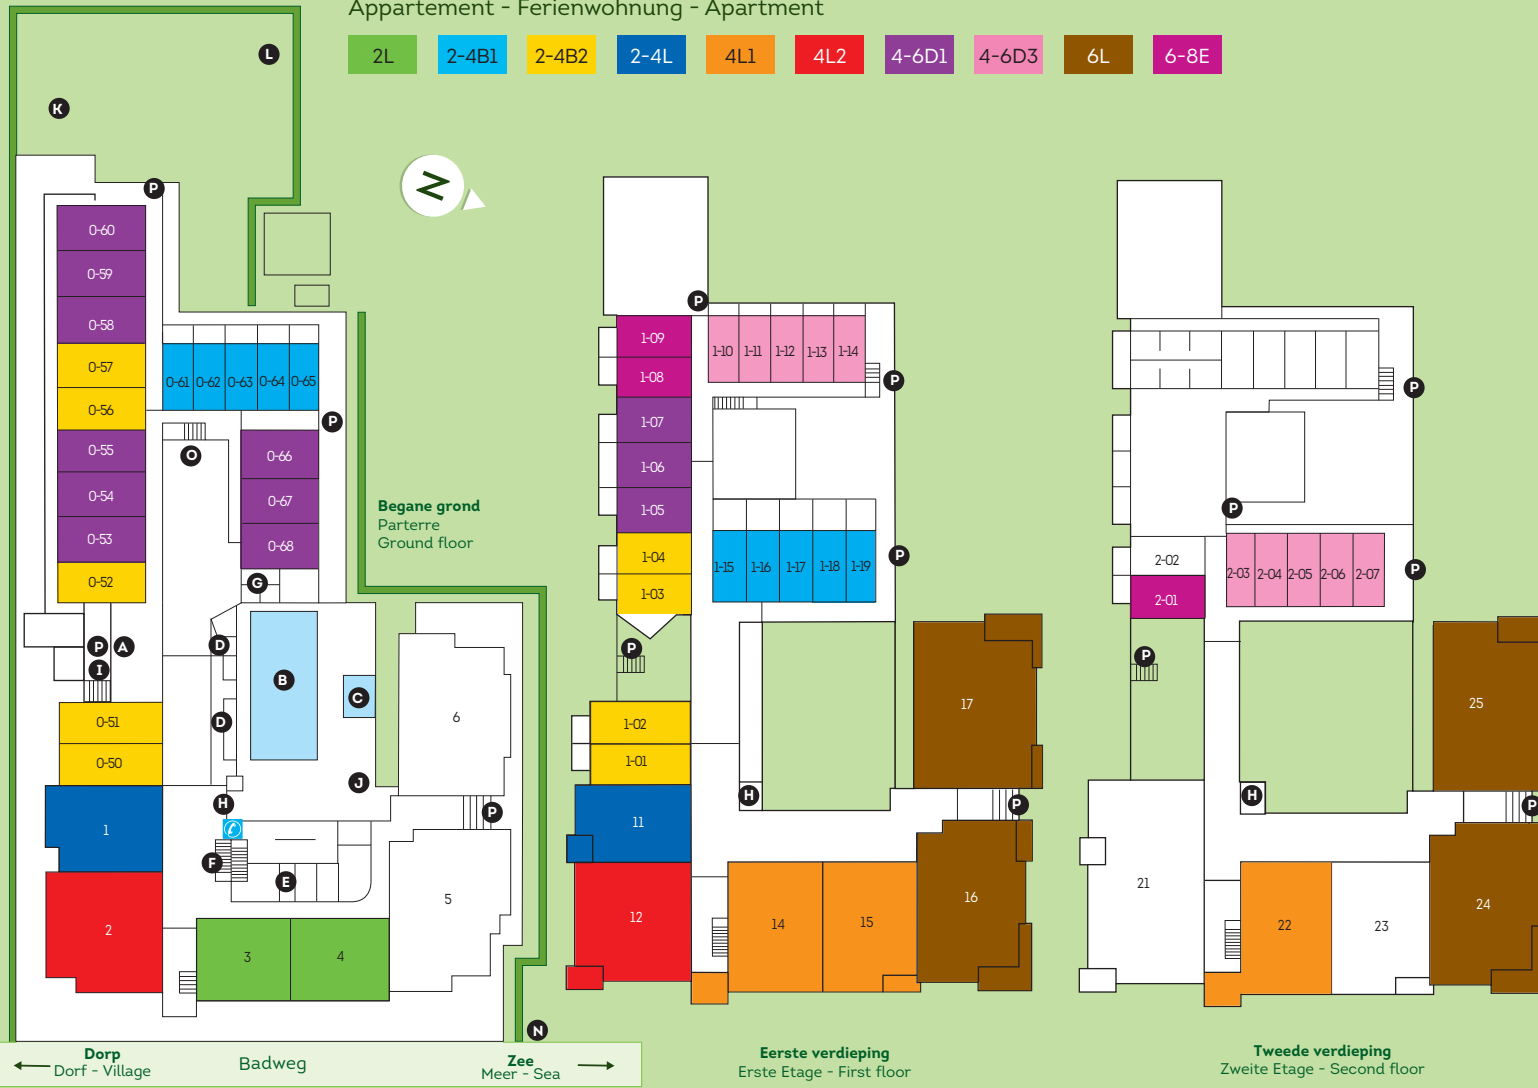 Appartement - Ferienwohnung - Apartment
2L 2-4B1 2-4B2 2-4L 4L1 4L2 4-6D1 4-6D3 6L 6-8E
L
K
P
0-60
0-59
0-58
0-57
0-56
0-55
0-54
0-53
0-52
0-61 0-62 0-63 0-64 0-65
P
O
0-66
0-67
0-68
G
P A
I
D
B
C
D
6
J
0-51
0-50
H
P
1
F
E
5
2
3 4
N
Begane grond
Parterre
Ground floor
Dorp
Dorf - Village
Badweg
Zee
Meer - Sea
P
1-09
1-08
1-07
1-06
1-05
1-04
1-03
1-10 1-11 1-12 1-13 1-14
P
1-15 1-16 1-17 1-18 1-19
P
P
17
1-02
1-01
H
P
11
12
14 15 16
Eerste verdieping
Erste Etage - First floor
P
P
2-02
2-01
2-03 2-04 2-05 2-06 2-07
P
P
25
H
P
21
22 23 24
Tweede verdieping
Zweite Etage - Second floor